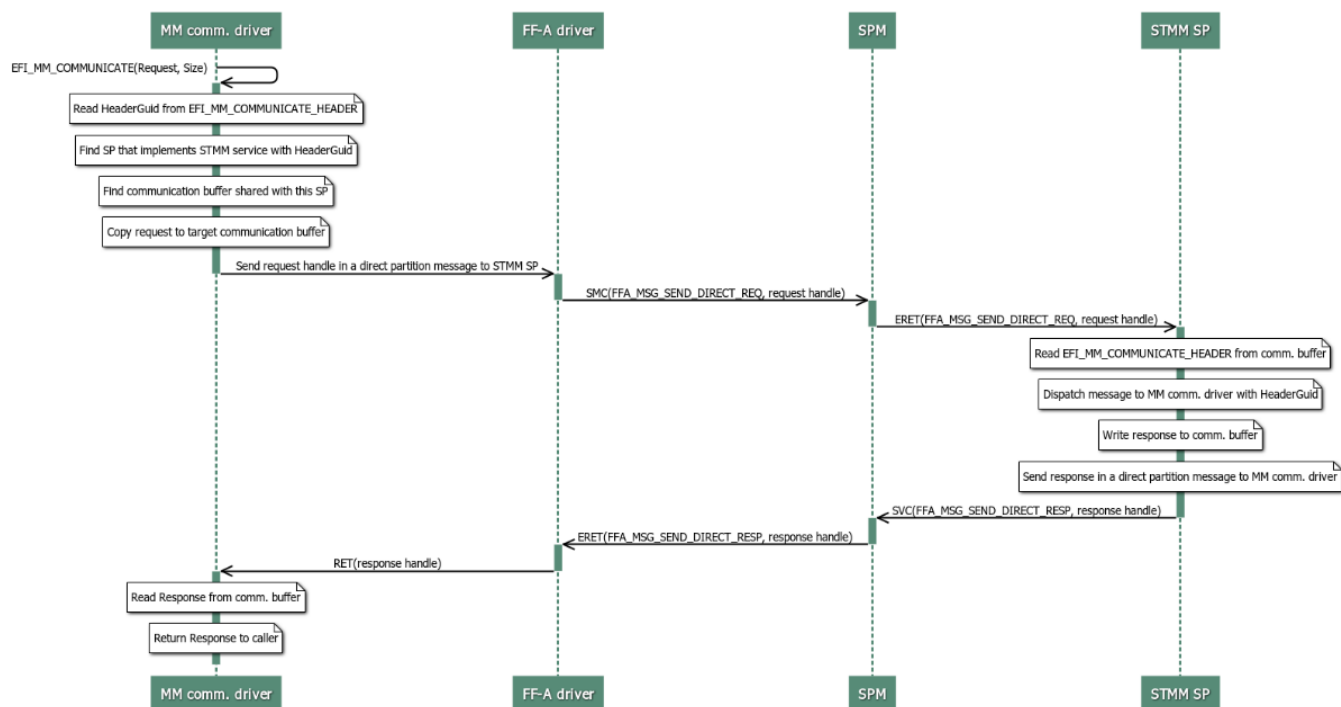 MM comm. driver
FF-A driver
SPM
STMM SP
EFI_MM_COMMUNICATE(Request, Size)
Read HeaderGuid from EFI_MM_COMMUNICATE_HEADER
Find SP that implements STMM service with HeaderGuid
Find communication buffer shared with this SP
Copy request to target communication buffer
Send request handle in a direct partition message to STMM SP
SMC(FFA_MSG_SEND_DIRECT_REQ, request handle)
ERET(FFA_MSG_SEND_DIRECT_REQ, request handle)
Read EFI_MM_COMMUNICATE_HEADER from comm. buffer
Dispatch message to MM comm. driver with HeaderGuid
Write response to comm. buffer
Send response in a direct partition message to MM comm. driver
SVC(FFA_MSG_SEND_DIRECT_RESP, response handle)
ERET(FFA_MSG_SEND_DIRECT_RESP, response handle)
RET(response handle)
Read Response from comm. buffer
Return Response to caller
MM comm. driver
FF-A driver
SPM
STMM SP